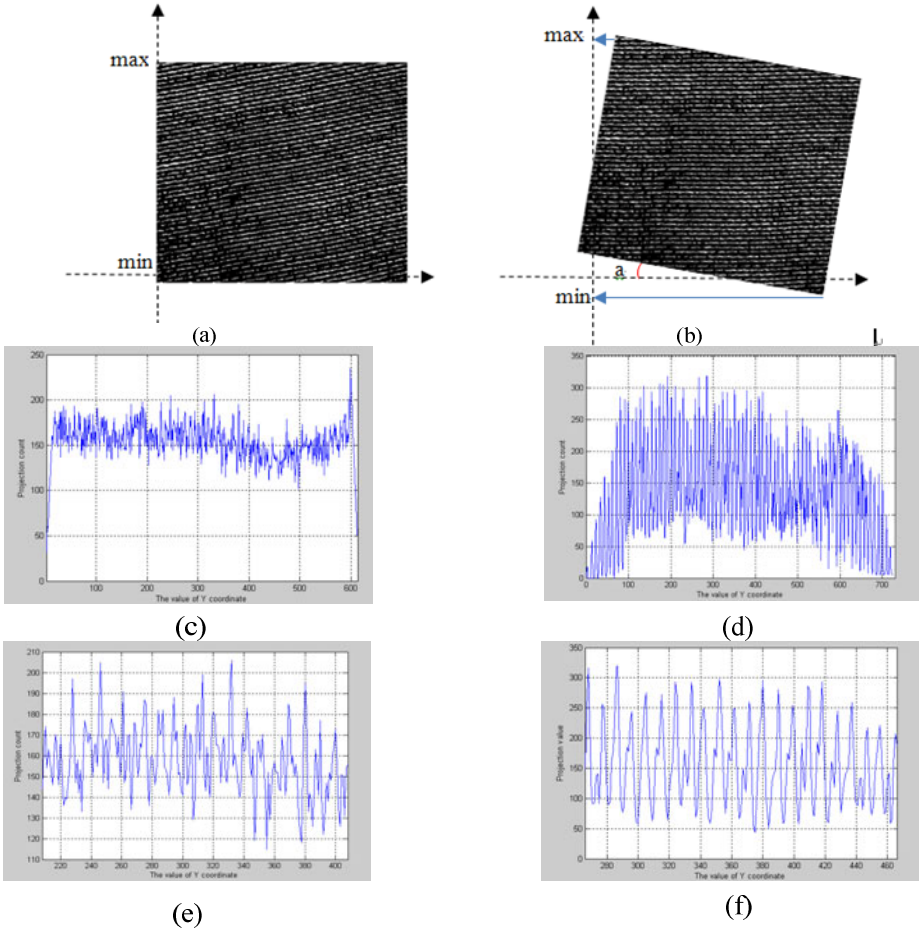 max
min
(a)
max
a
min
(b)
250
200
150
100
50
0
Projection count
100 200 300 400 500 600
The value of Y coordinate
(c)
350
300
250
200
150
100
50
0
Projection count
0 100 200 300 400 500 600 700
The value of Y coordinate
(d)
210
200
190
180
170
160
150
140
130
120
110
Projection count
220 240 260 280 300 320 340 360 380 400
The value of Y coordinate
(e)
350
300
250
200
150
100
50
0
Projection value
280 300 320 340 360 380 400 420 440 460
The value of Y coordinate
(f)